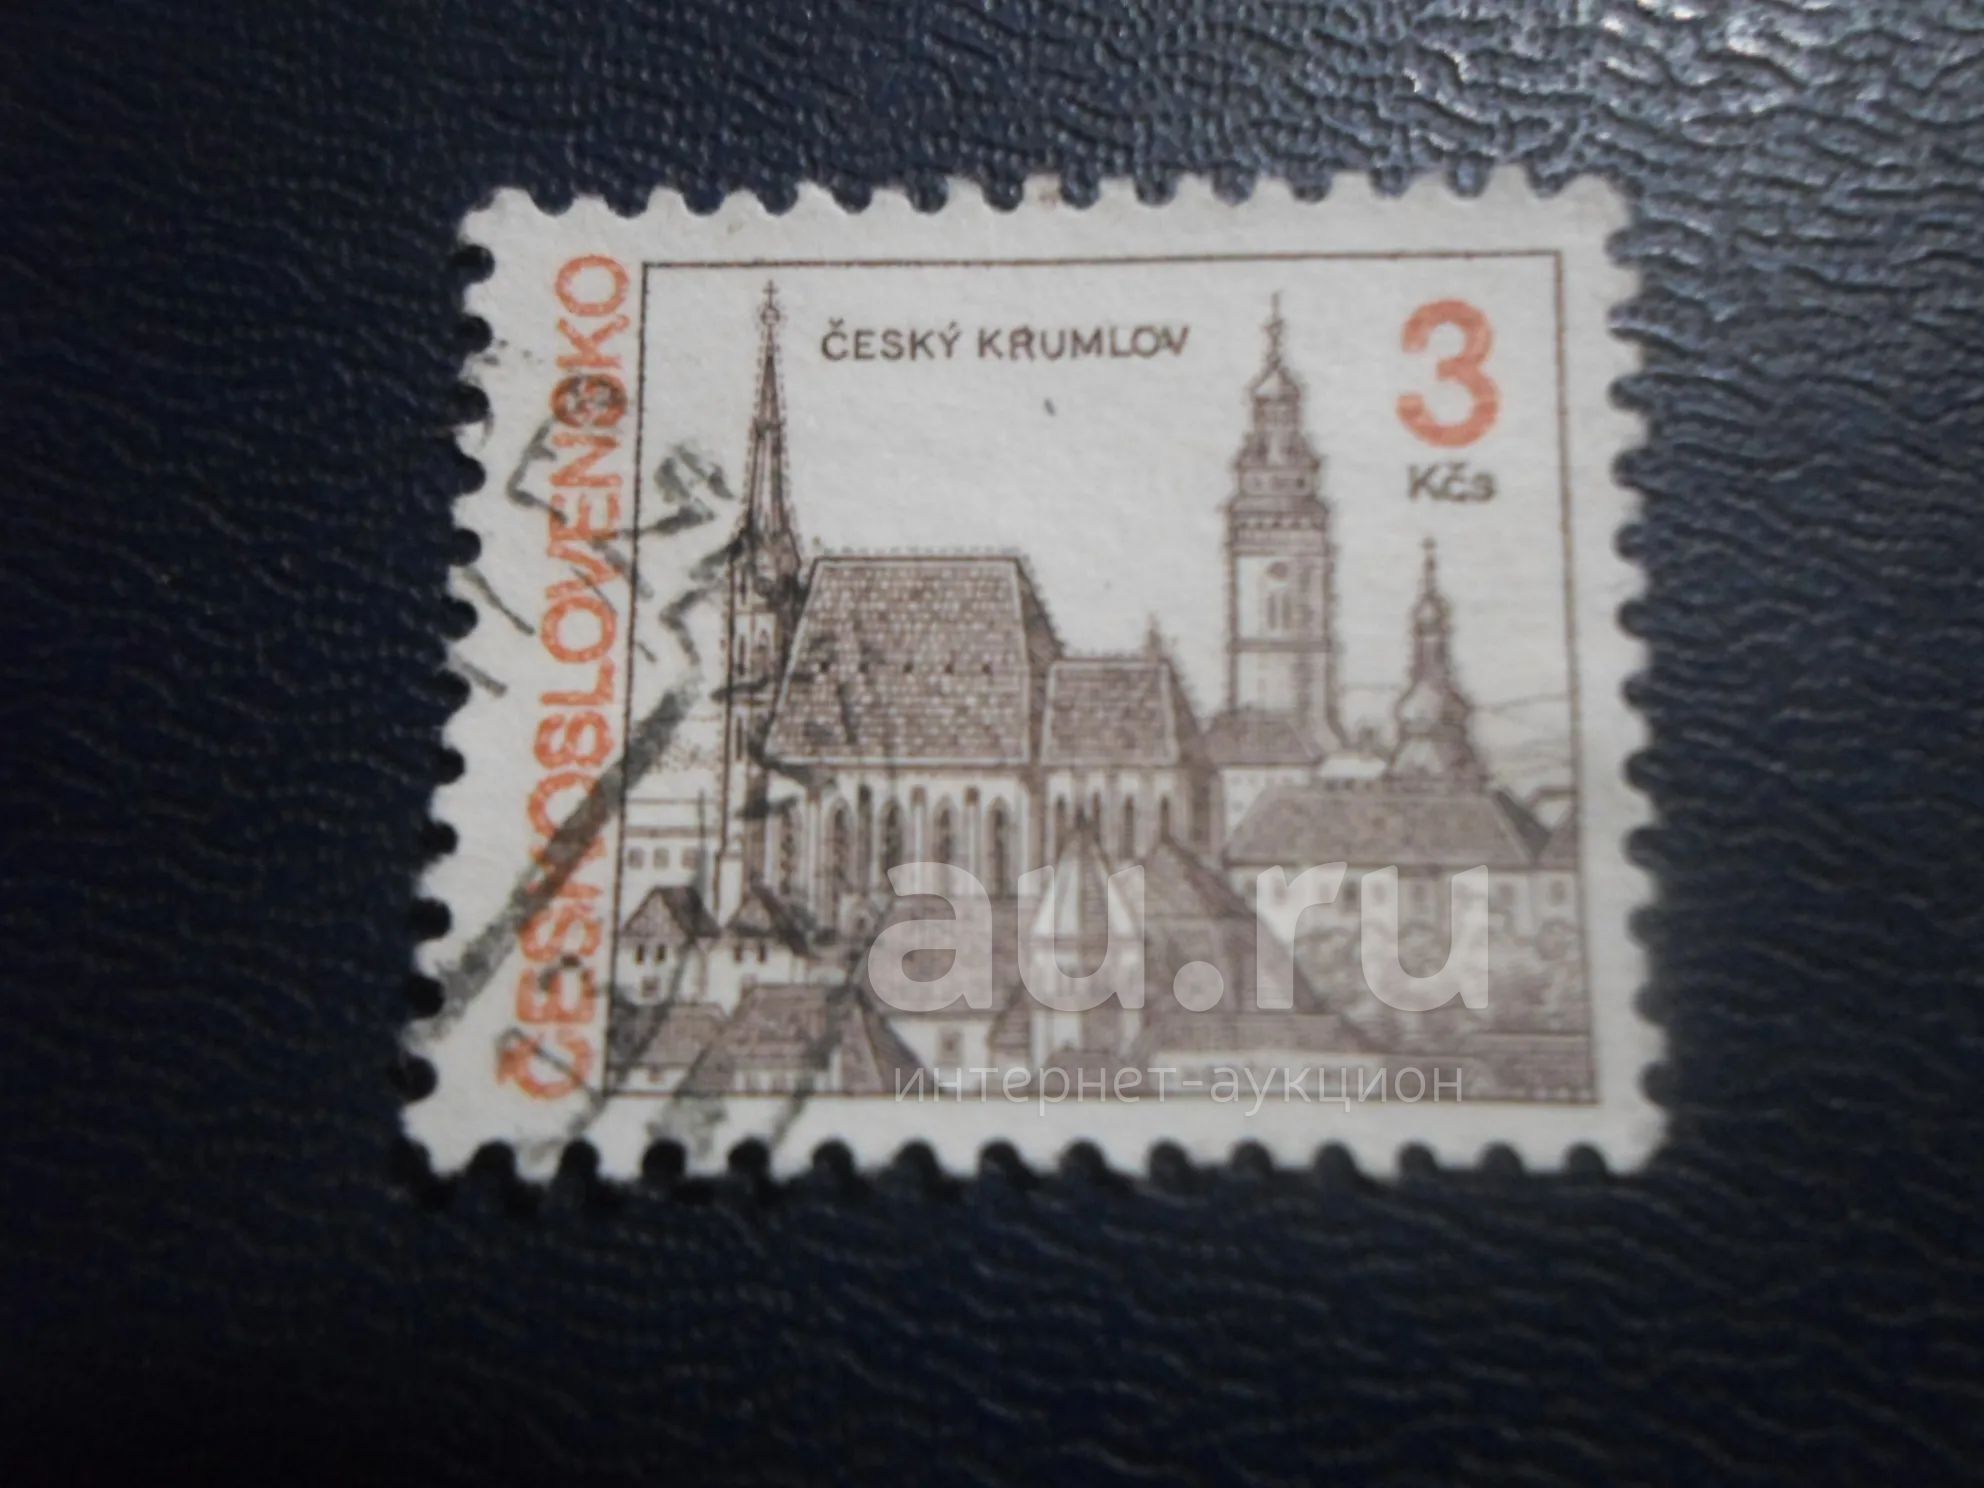 ČESKOSLOVENSKO
ČESKÝ KRUMLOV
3
Kčs
au.ru
интернет-аукцион